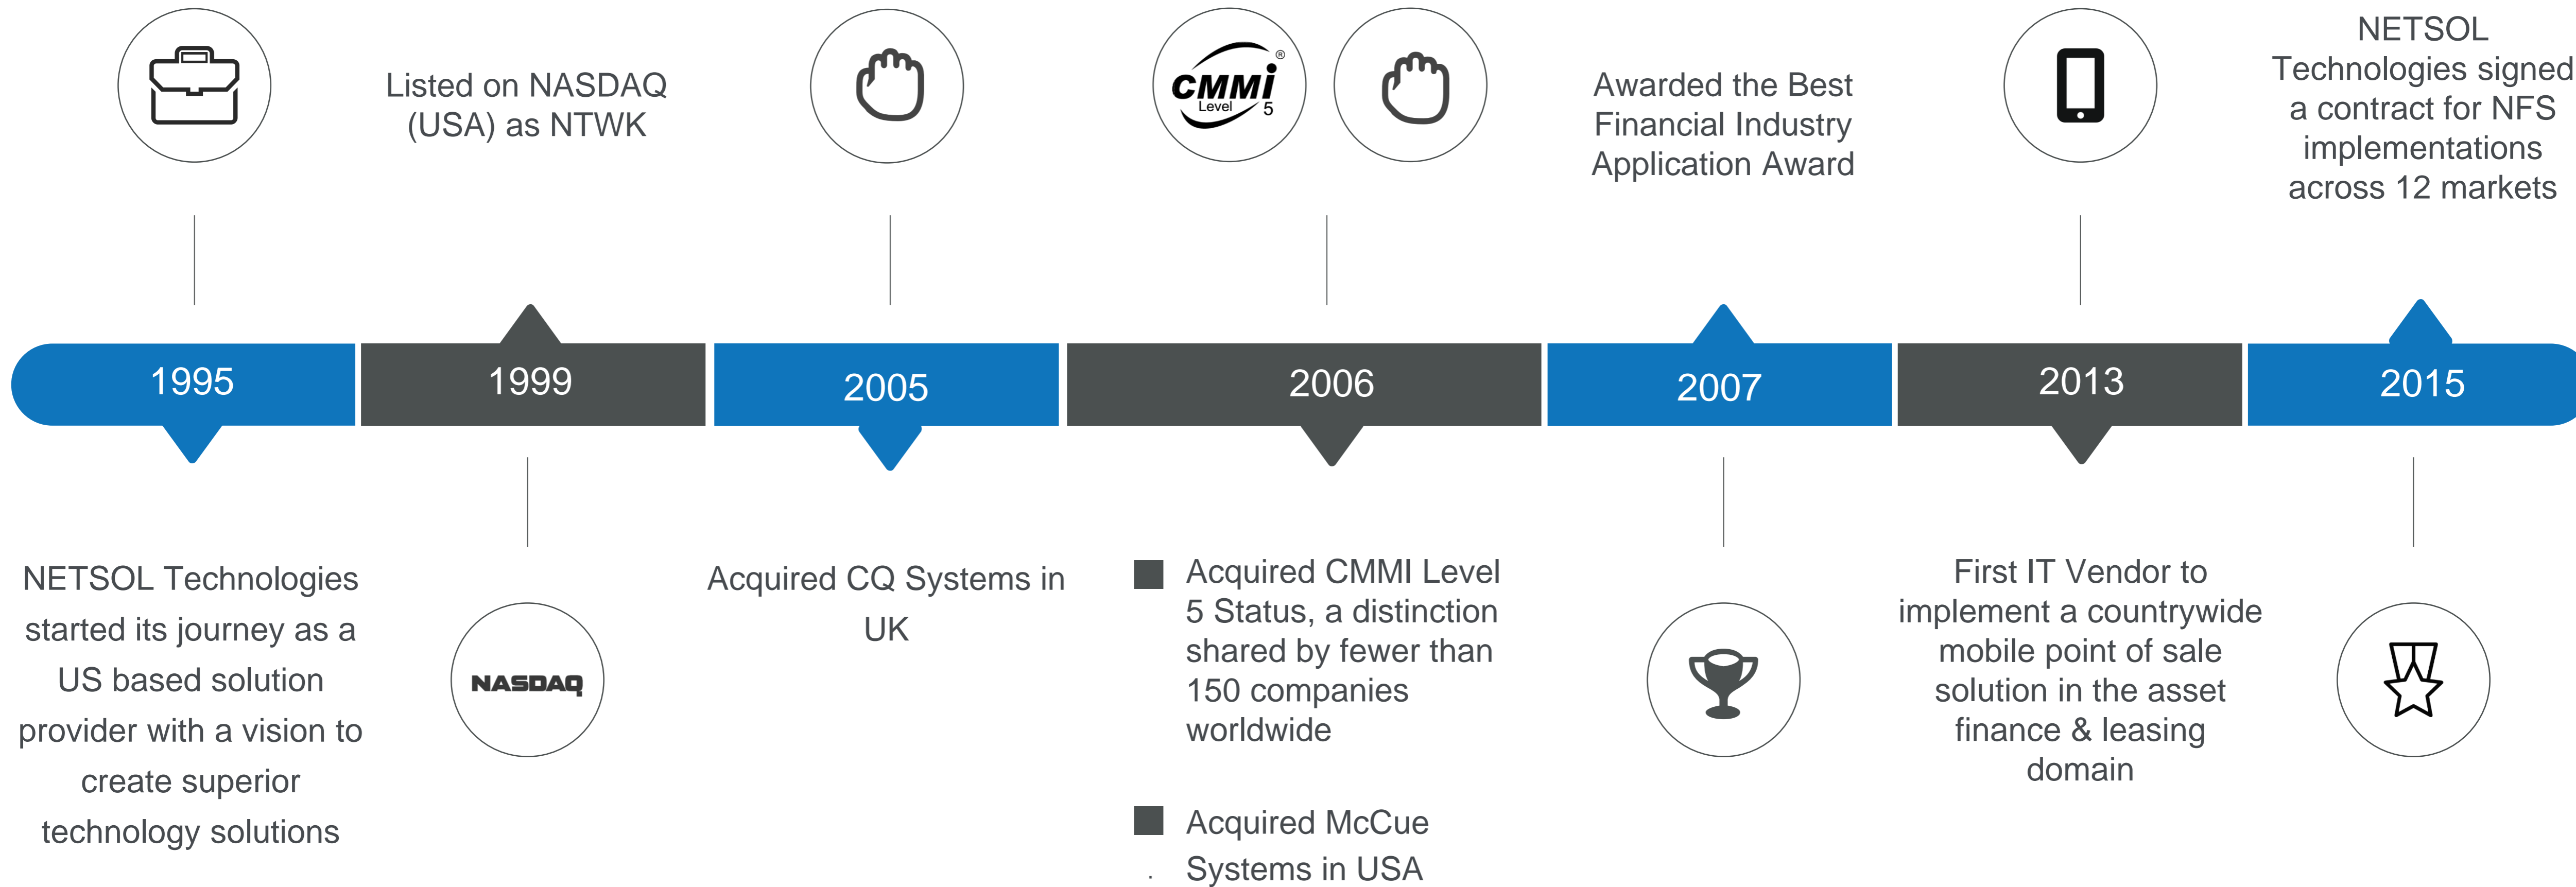 Listed on NASDAQ
(USA) as NTWK
CMMi
®
Level 5
Awarded the Best
Financial Industry
Application Award
NETSOL
Technologies signed
a contract for NFS
implementations
across 12 markets
1995
1999
2005
2006
2007
2013
2015
NETSOL Technologies
started its journey as a
US based solution
provider with a vision to
create superior
technology solutions
NASDAQ
Acquired CQ Systems in
UK
Acquired CMMI Level
5 Status, a distinction
shared by fewer than
150 companies
worldwide
Acquired McCue
Systems in USA
First IT Vendor to
implement a countrywide
mobile point of sale
solution in the asset
finance & leasing
domain